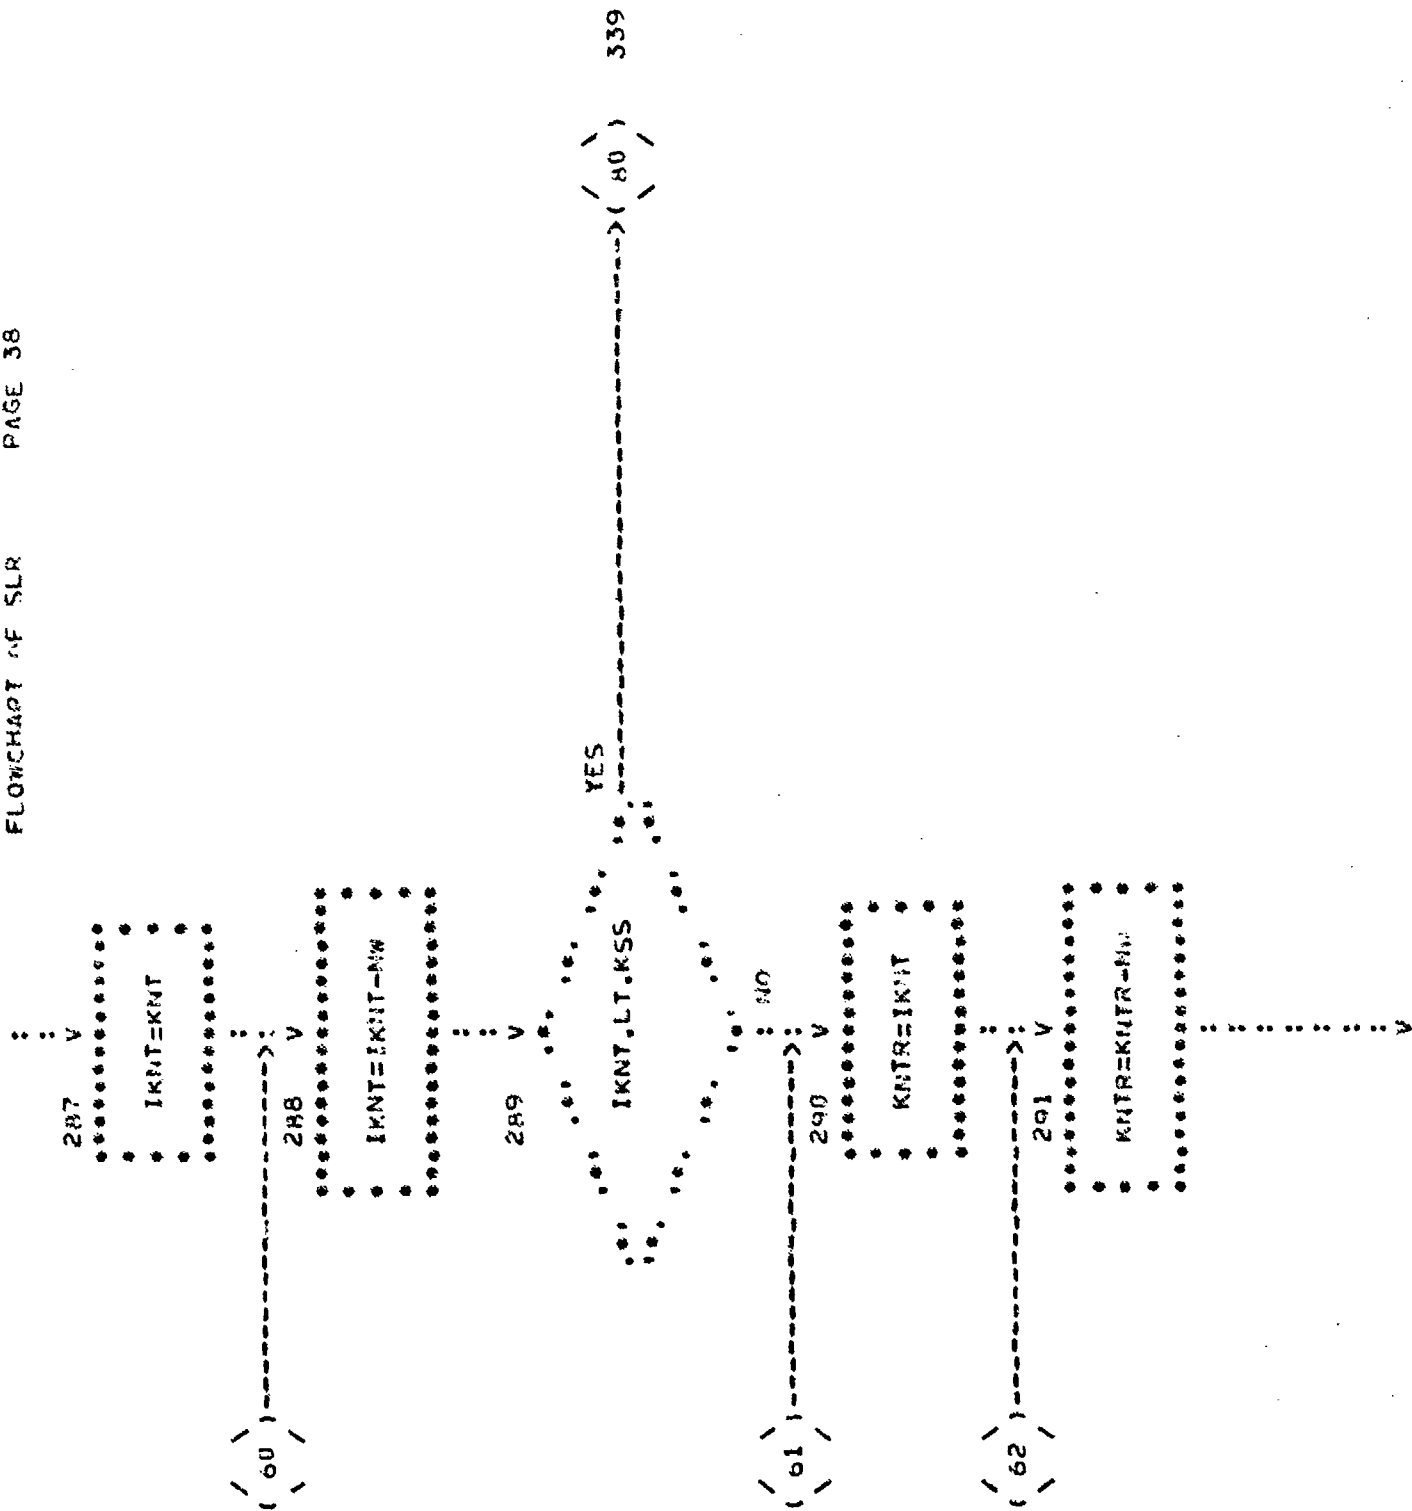 FLOWCHART OF SLR PAGE 38
287
IKNT=KNT
60
288
IKNT=IKNT-NW
289
IKNT.LT.KSS
YES
80 339
NO
61
290
KNTR=IKNT
62
291
KNTR=KNTR-NW
V